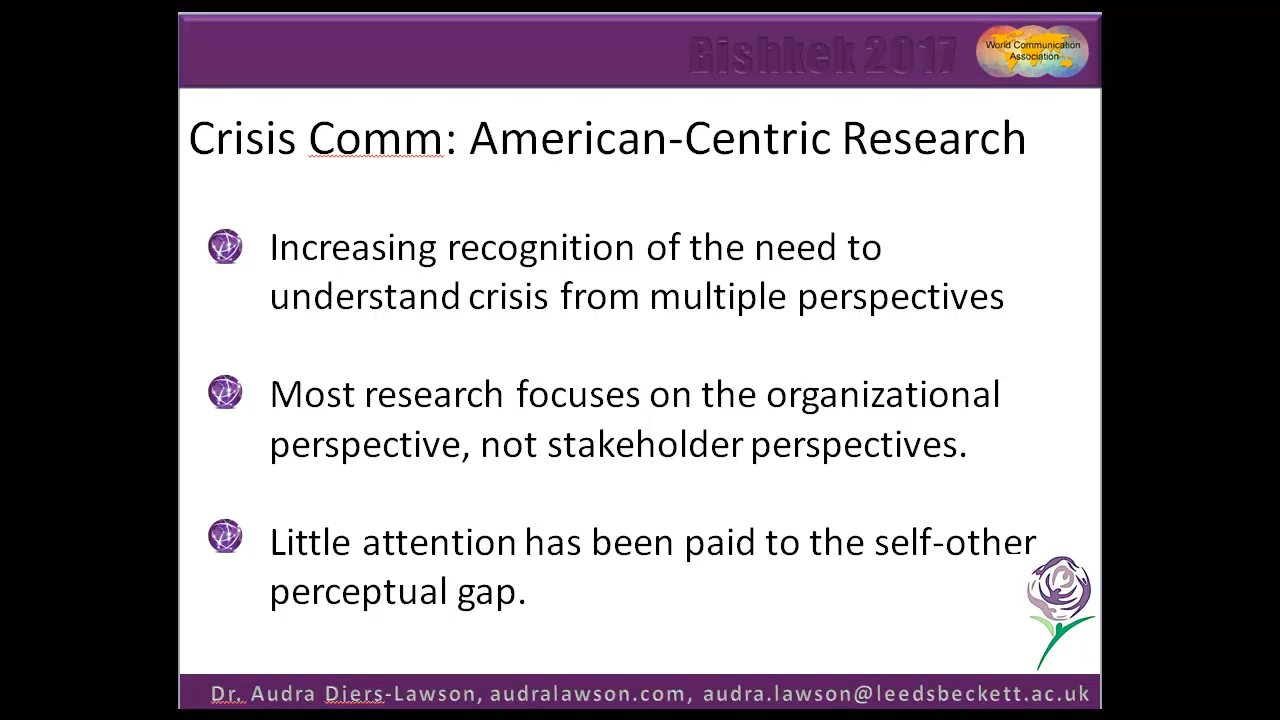 Bishkek 2017
World Communication
Association
Crisis Comm: American-Centric Research
Increasing recognition of the need to
understand crisis from multiple perspectives
Most research focuses on the organizational
perspective, not stakeholder perspectives.
Little attention has been paid to the self-other
perceptual gap.
Dr. Audra Diers-Lawson, audralawson.com, audra.lawson@leedsbeckett.ac.uk